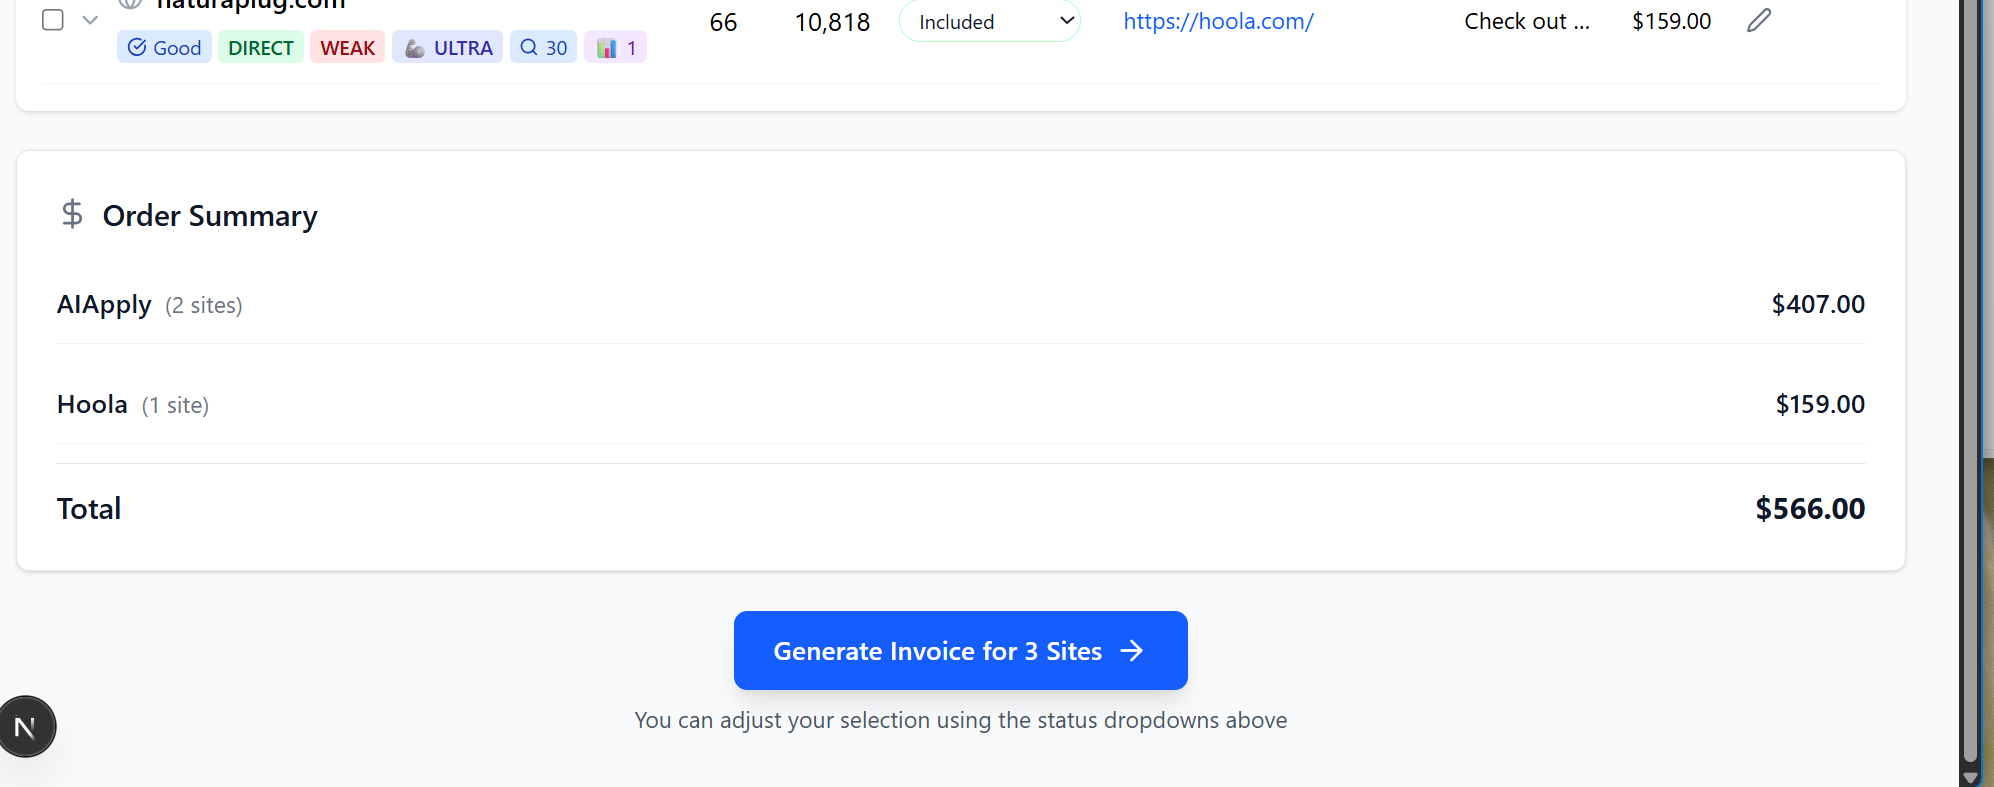 naturaplug.com
66 10,818 Included https://hoola.com/ Check out ... $159.00
Good DIRECT WEAK ULTRA 30 1
Order Summary
AIApply (2 sites) $407.00
Hoola (1 site) $159.00
Total $566.00
Generate Invoice for 3 Sites →
You can adjust your selection using the status dropdowns above
N